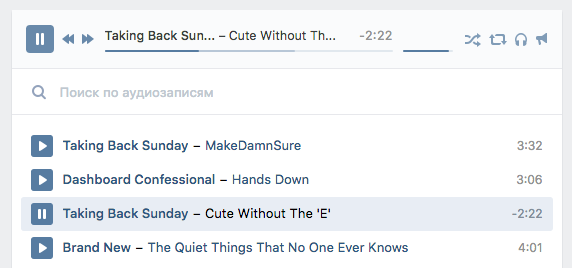 Taking Back Sun... – Cute Without Th... -2:22
Поиск по аудиозаписям
Taking Back Sunday – MakeDamnSure 3:32
Dashboard Confessional – Hands Down 3:06
Taking Back Sunday – Cute Without The 'E' -2:22
Brand New – The Quiet Things That No One Ever Knows 4:01